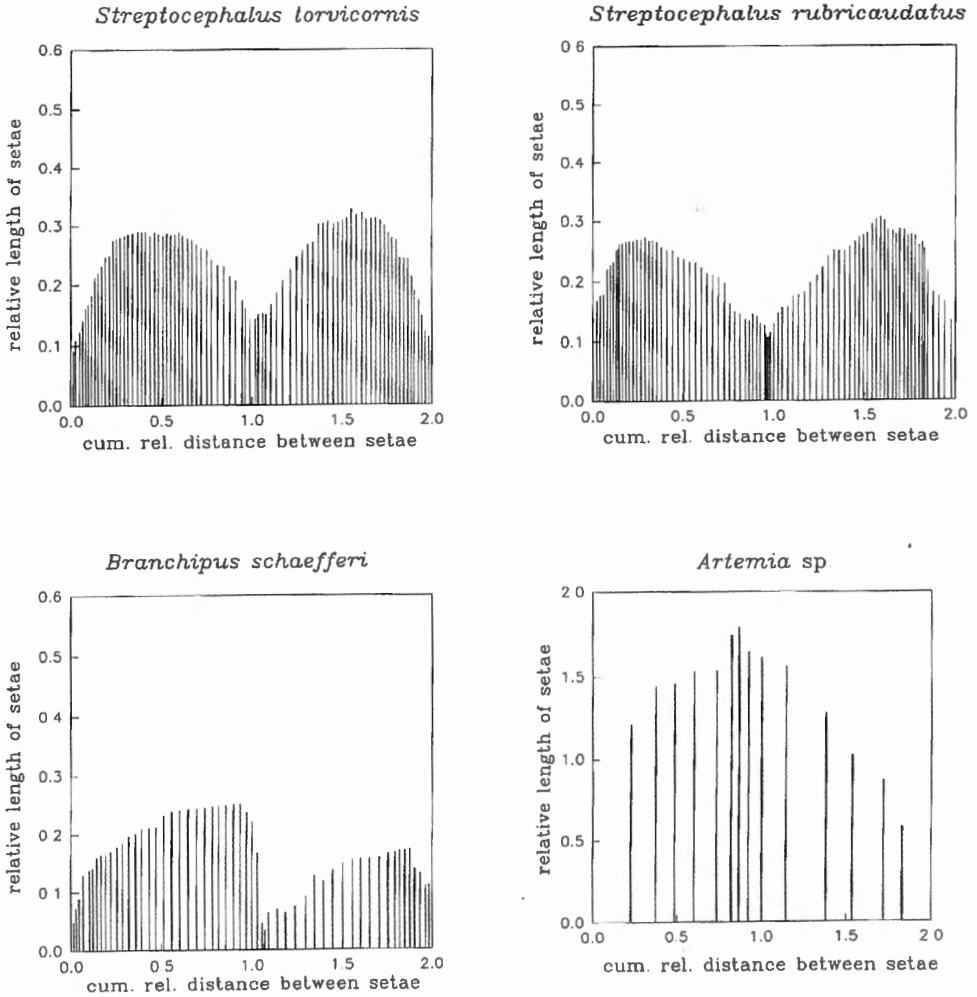 Streptocephalus torvicornis
relative length of setae
0.6
0.5
0.4
0.3
0.2
0.1
0.0
0.0 0.5 1.0 1.5 2.0
cum. rel. distance between setae
Streptocephalus rubricaudatus
relative length of setae
0 6
0.5
0.4
0.3
0.2
0.1
0.0
0.0 0.5 1.0 1.5 2.0
cum. rel. distance between setae
Branchipus schaefferi
relative length of setae
0.6
0.5
0 4
0.3
0.2
0 1
0.0
0.0 0.5 1.0 1.5 2.0
cum. rel. distance between setae
Artemia sp
relative length of setae
2 0
1.5
1.0
0.5
0.0
0.0 0.5 1.0 1.5 2 0
cum. rel. distance between setae